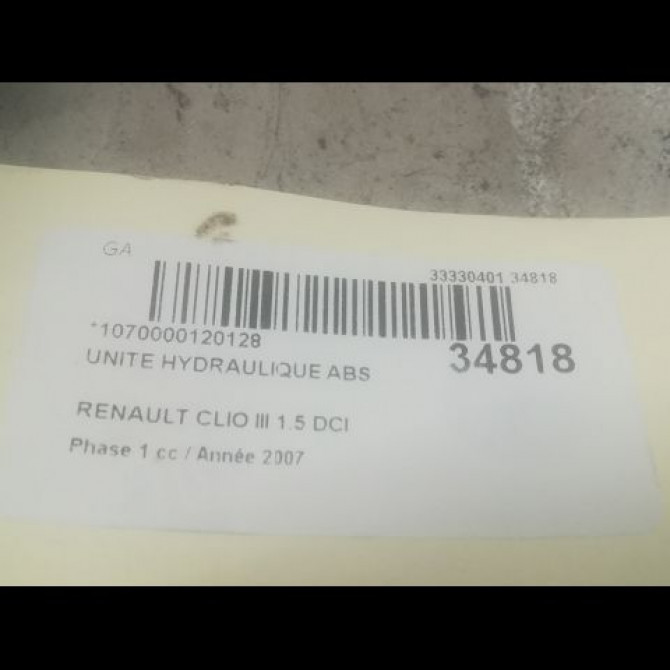 GA
33330401 34818
*1070000120128
34818
UNITE HYDRAULIQUE ABS
RENAULT CLIO III 1.5 DCI
Phase 1 cc / Année 2007